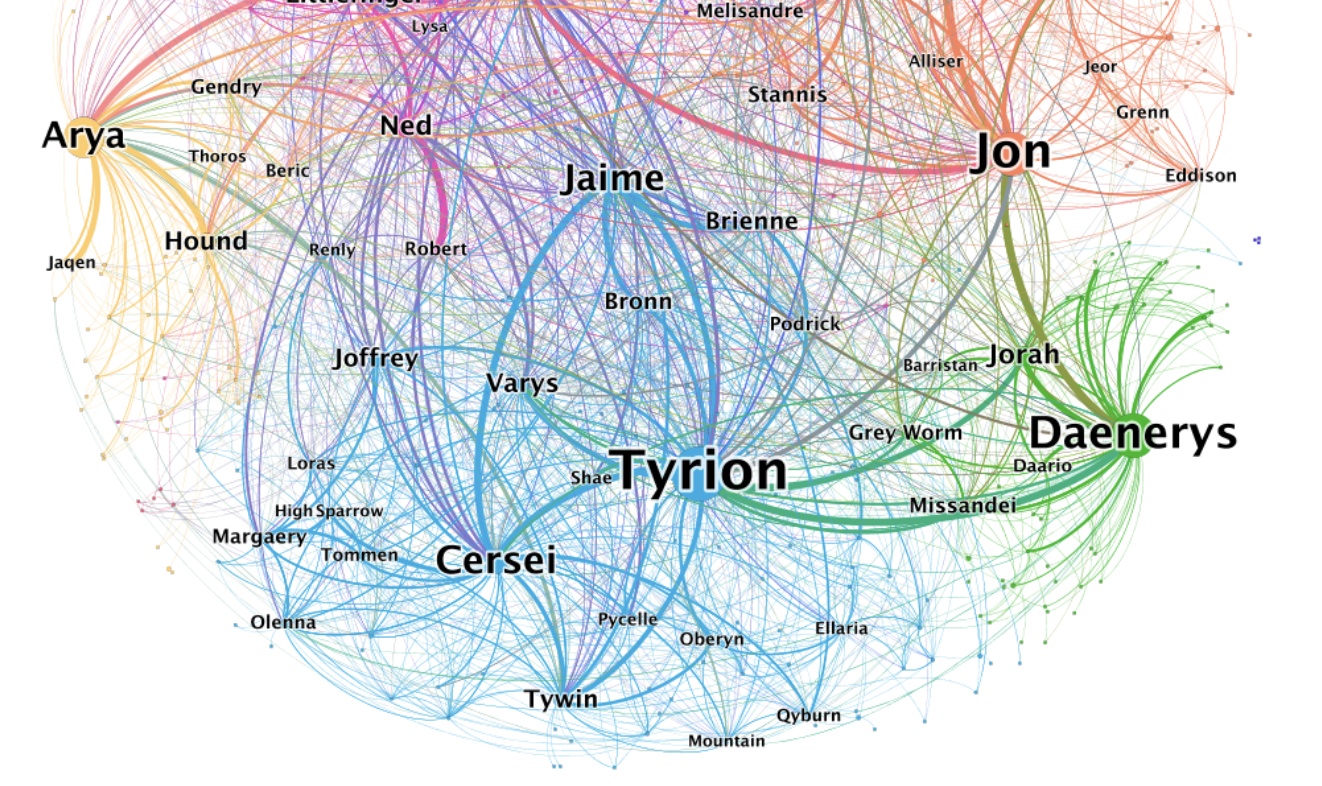 Littlefinger
Melisandre
Lysa
Alliser
Jeor
Gendry
Stannis
Grenn
Arya
Ned
Jon
Thoros
Beric
Jaime
Eddison
Brienne
Hound
Renly
Robert
Jaqen
Bronn
Podrick
Joffrey
Varys
Barristan
Jorah
Grey Worm
Daenerys
Loras
Shae
Tyrion
Daario
High Sparrow
Missandei
Margaery
Tommen
Cersei
Olenna
Pycelle
Oberyn
Ellaria
Tywin
Qyburn
Mountain